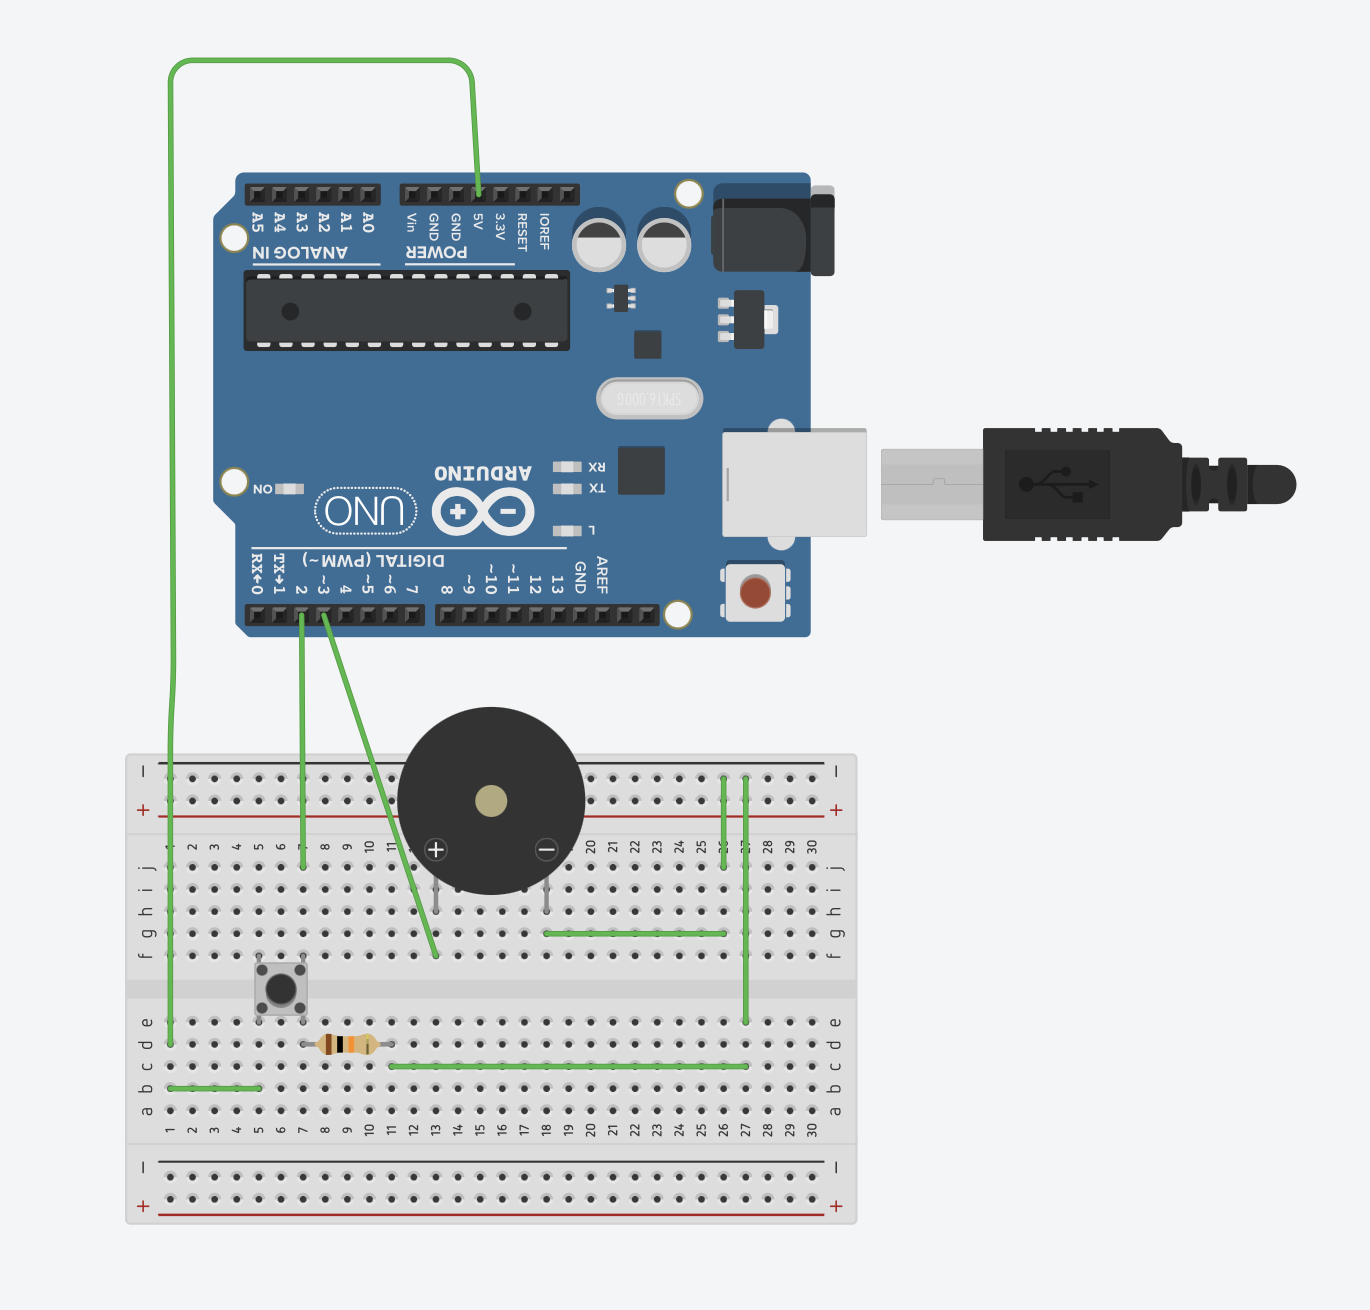 A5 A4 A3 A2 A1 A0
Vin GND GND 5V 3.3V RESET IOREF
ANALOG IN
POWER
SPK16.000G
ARDUINO
RX
TX
ON
UNO
L
DIGITAL (PWM~)
RX←0 TX→1 2 ~3 4 ~5 ~6 7 8 ~9 ~10 ~11 12 13 GND AREF
+ −
− −
+ +
1 2 3 4 5 6 7 8 9 10 11 20 21 22 23 24 25 26 27 28 29 30
j j
i i
h h
g g
f f
e e
d d
c c
b b
a a
1 2 3 4 5 6 7 8 9 10 11 12 13 14 15 16 17 18 19 20 21 22 23 24 25 26 27 28 29 30
− −
+ +